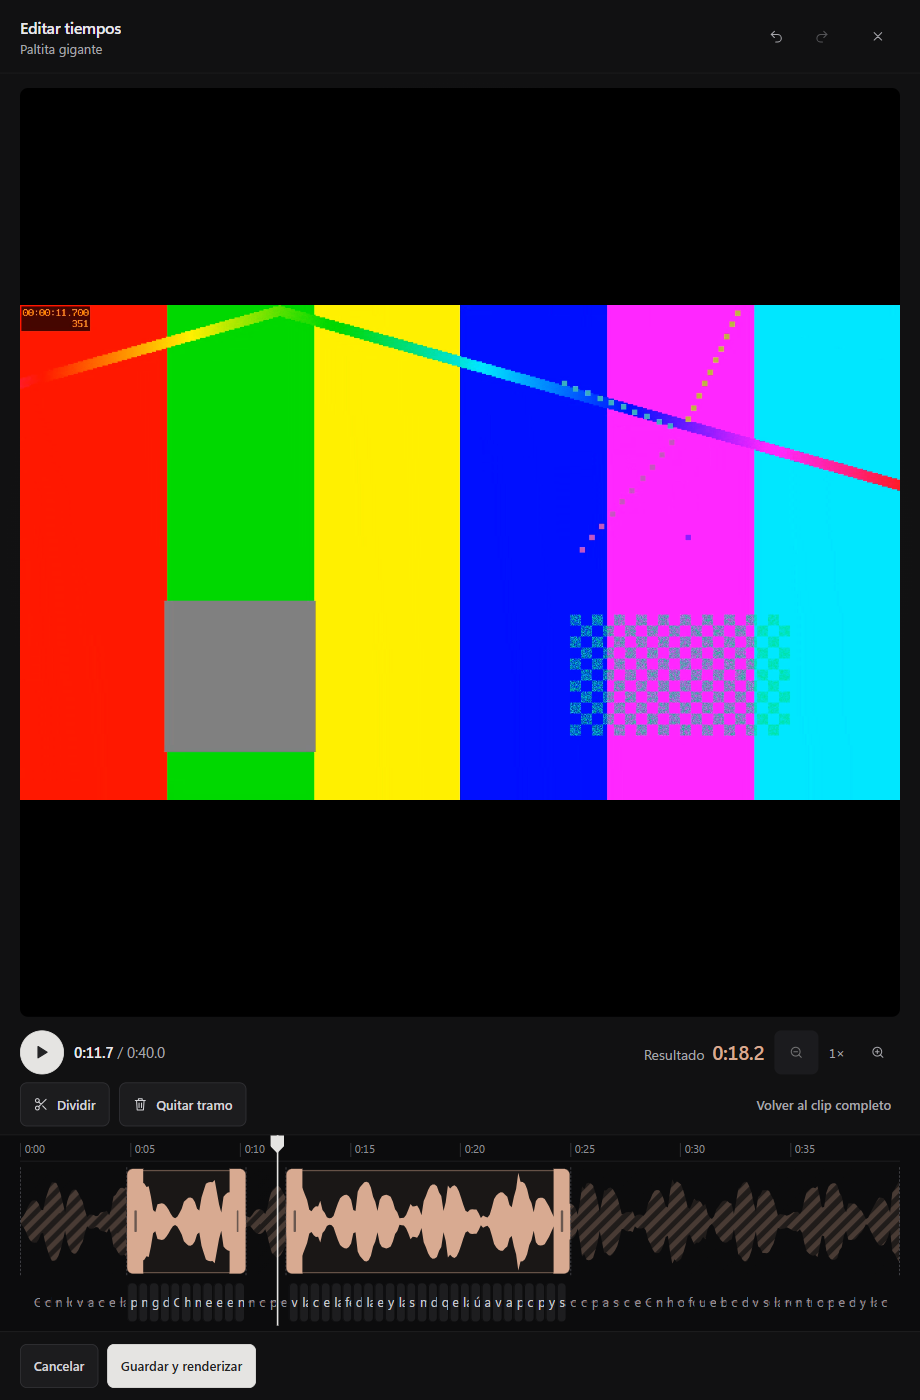 Editar tiempos
Paltita gigante
00:00:11.700
351
0:11.7 / 0:40.0
Resultado 0:18.2
1×
Dividir
Quitar tramo
Volver al clip completo
0:00 0:05 0:10 0:15 0:20 0:25 0:30 0:35
Cancelar
Guardar y renderizar